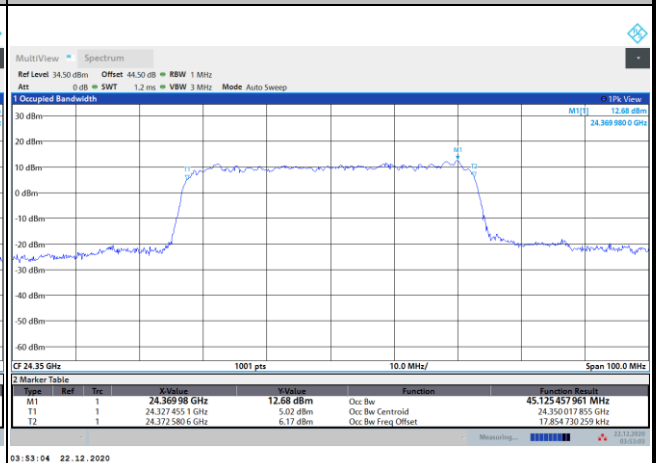 MultiView Spectrum
Ref Level 34.50 dBm Offset 44.50 dB RBW 1 MHz
Att 0 dB SWT 1.2 ms VBW 3 MHz Mode Auto Sweep
1 Occupied Bandwidth 1Pk View
M1[1] 12.68 dBm
24.369 980 0 GHz
30 dBm
20 dBm
M1
10 dBm
T1
T2
0 dBm
-10 dBm
-20 dBm
-30 dBm
-40 dBm
-50 dBm
-60 dBm
CF 24.35 GHz 1001 pts 10.0 MHz/ Span 100.0 MHz
2 Marker Table
Type Ref Trc X-Value Y-Value Function Function Result
M1 1 24.369 98 GHz 12.68 dBm Occ Bw 45.125 457 961 MHz
T1 1 24.327 455 1 GHz 5.02 dBm Occ Bw Centroid 24.350 017 855 GHz
T2 1 24.372 580 6 GHz 6.17 dBm Occ Bw Freq Offset 17.854 730 259 kHz
Measuring... 22.12.2020
03:53:03
03:53:04 22.12.2020